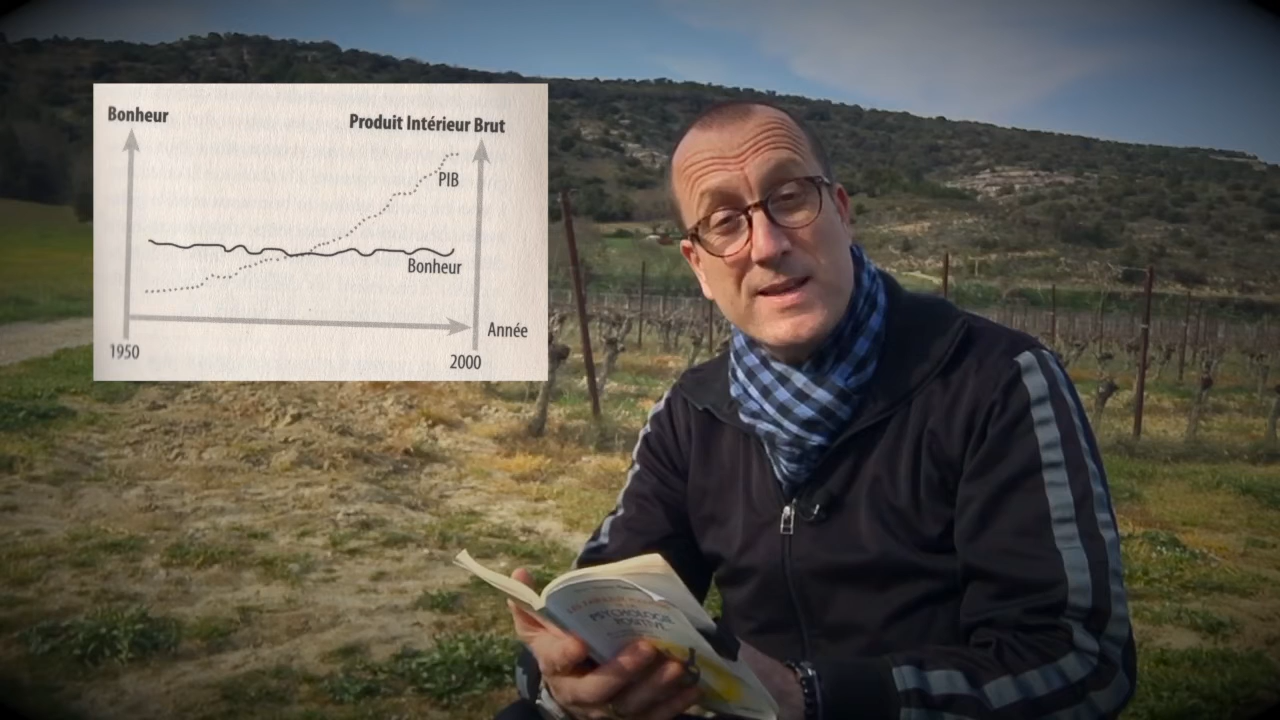 Bonheur
Produit Intérieur Brut
PIB
Bonheur
Année
1950
2000
PSYCHOLOGIE
POSITIVE